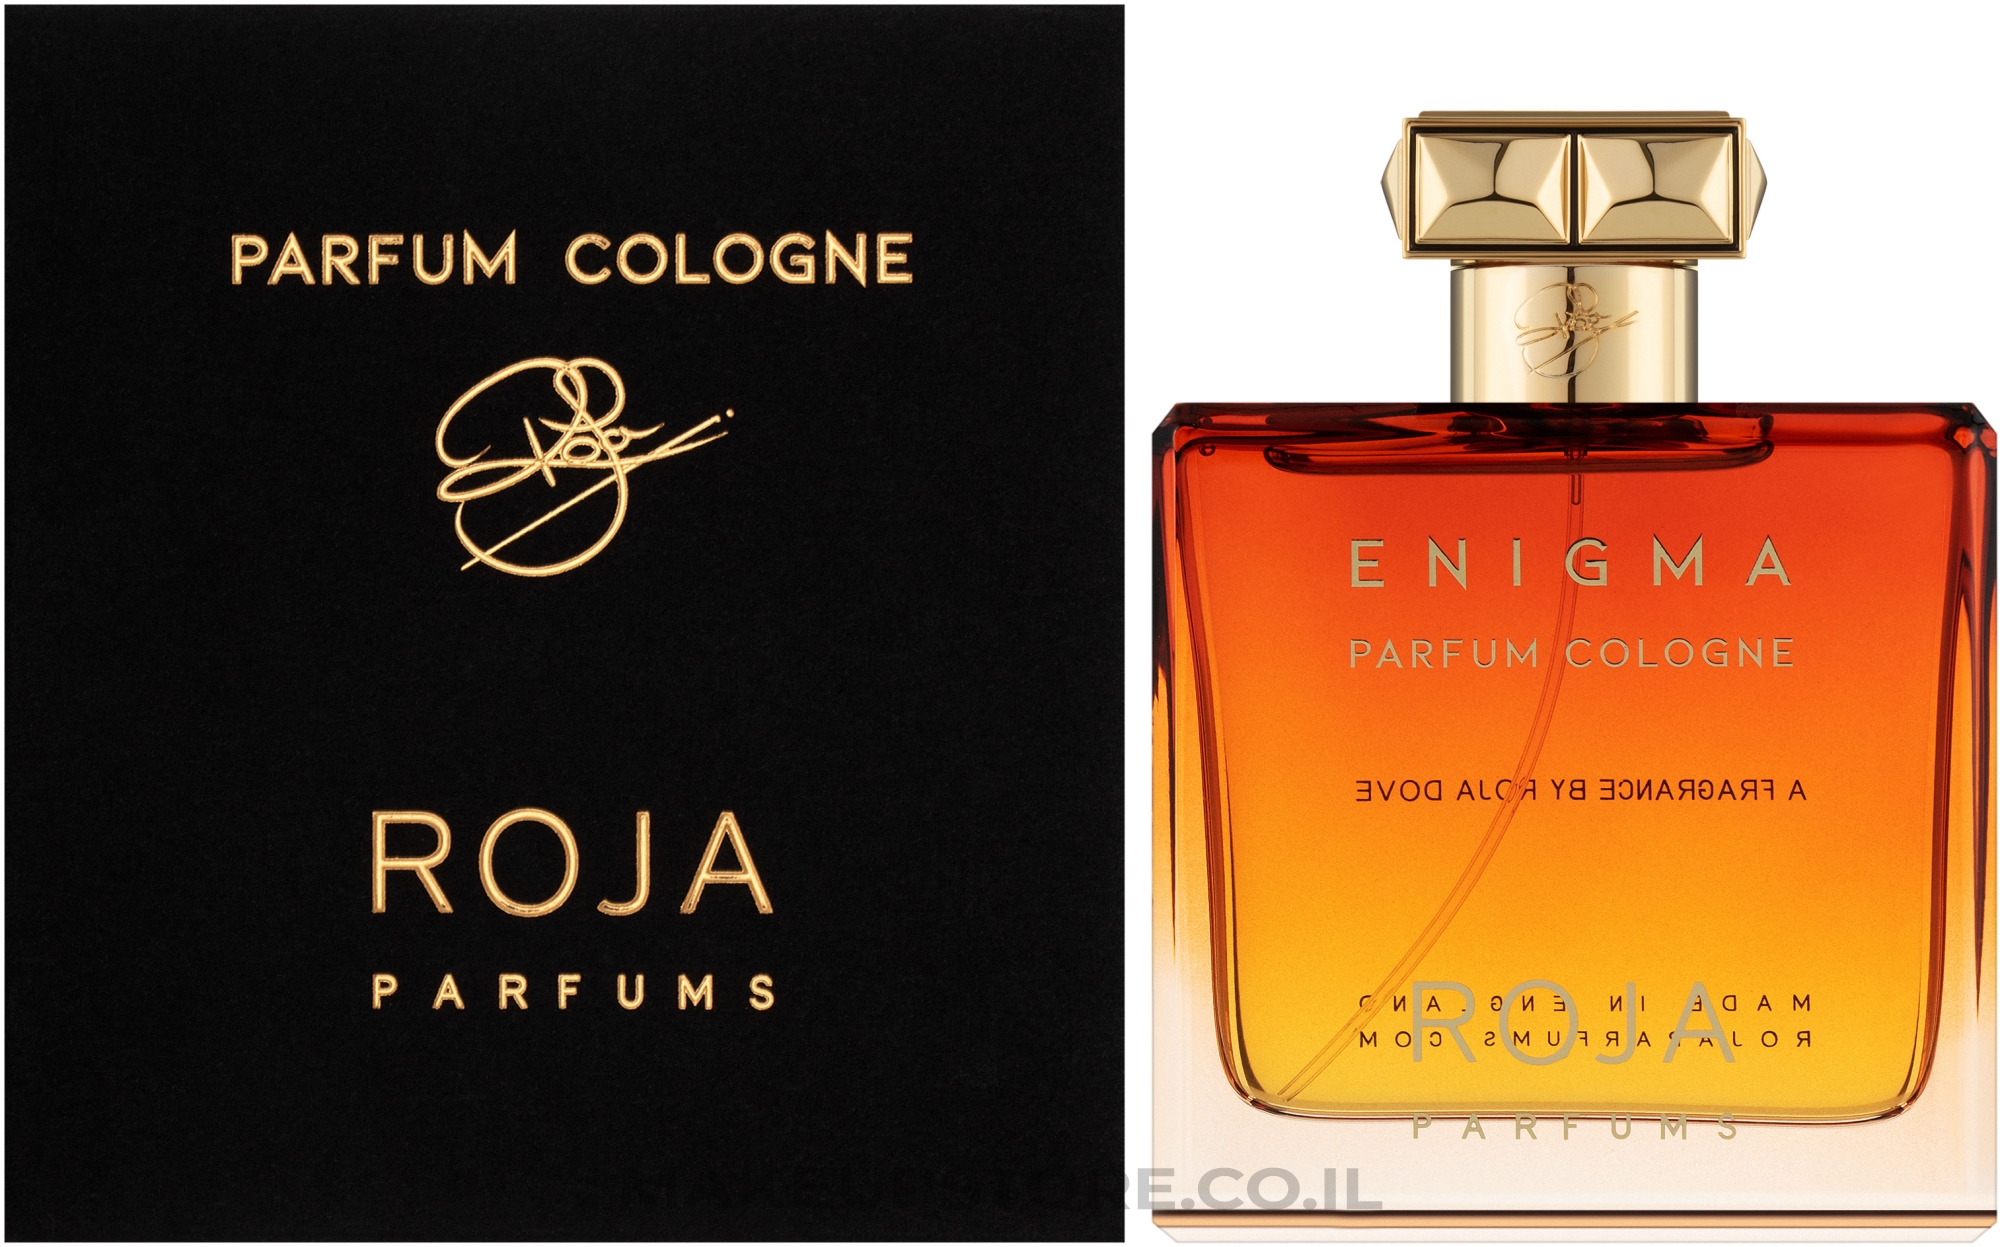 PARFUM COLOGNE
Roja
ROJA
PARFUMS
ENIGMA
PARFUM COLOGNE
A FRAGRANCE BY ROJA DOVE
MADE IN ENGLAND
ROJAPARFUMS.COM
ROJA
PARFUMS
MAKEUPSTORE.CO.IL